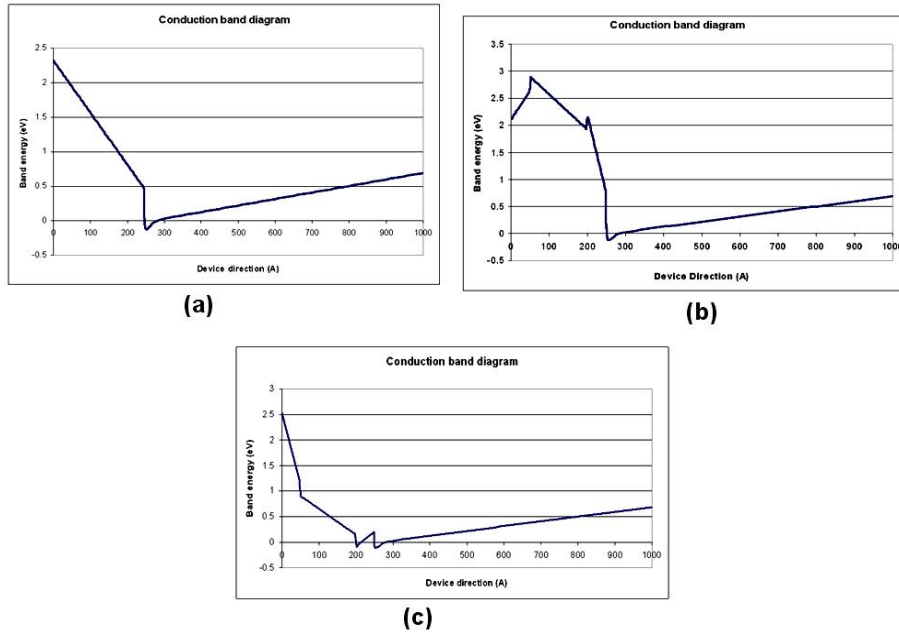 Conduction band diagram
2.5
2
1.5
1
0.5
0
-0.5
Band energy (eV)
0 100 200 300 400 500 600 700 800 900 1000
Device direction (A)
(a)
Conduction band diagram
3.5
3
2.5
2
1.5
1
0.5
0
-0.5
Band energy (eV)
0 100 200 300 400 500 600 700 800 900 1000
Device Direction (A)
(b)
Conduction band diagram
3
2.5
2
1.5
1
0.5
0
-0.5
Band energy (eV)
0 100 200 300 400 500 600 700 800 900 1000
Device direction (A)
(c)